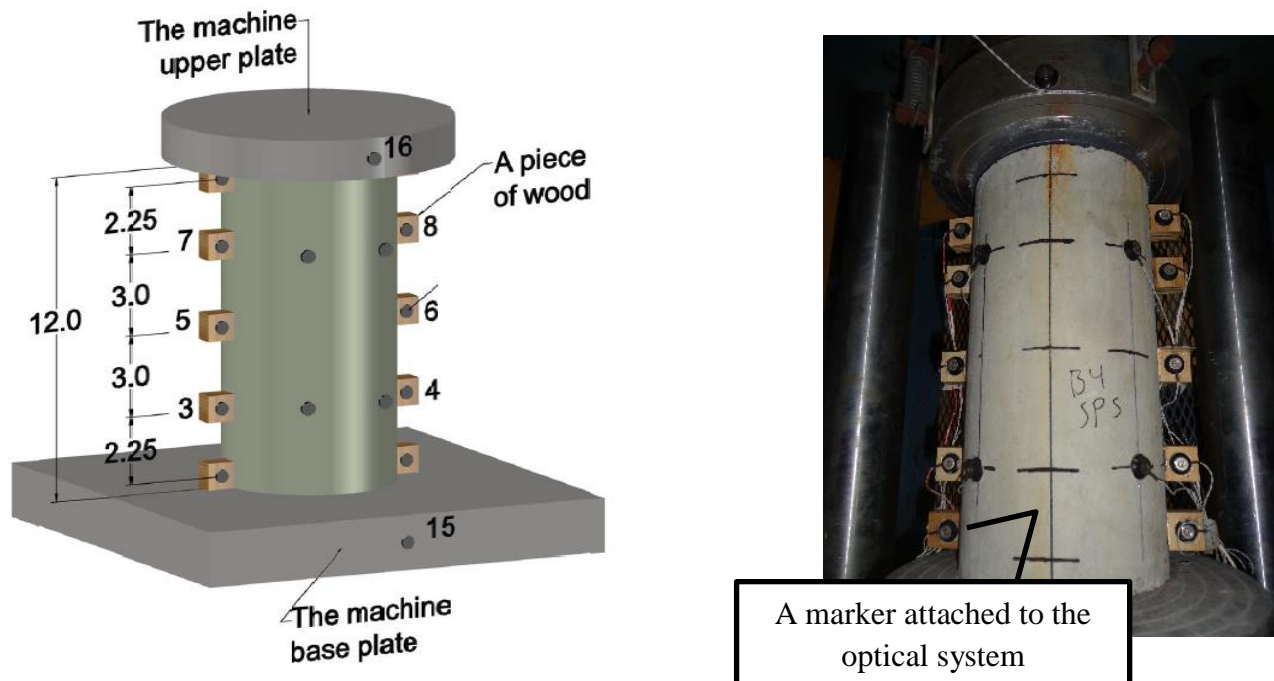 The machine
upper plate
16
A piece
of wood
2.25
7
8
3.0
12.0
5
6
3.0
3
4
2.25
15
The machine
base plate
B4
SPS
A marker attached to the
optical system